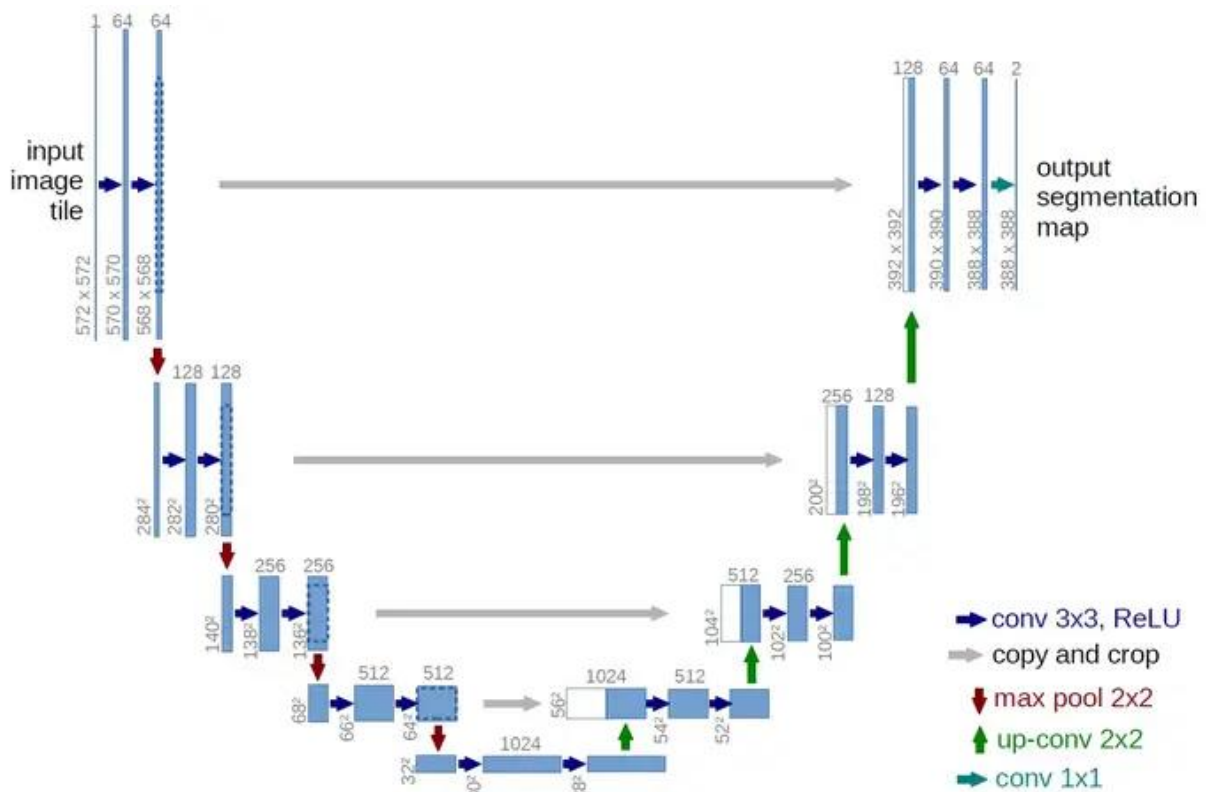 1 64 64
input
image
tile
572 x 572
570 x 570
568 x 568
128 64 64 2
output
segmentation
map
392 x 392
390 x 390
388 x 388
388 x 388
128 128
284²
282²
280²
256 128
200²
198²
196²
256 256
140²
138²
136²
512 256
104²
102²
100²
512 512
68²
66²
64²
1024 512
56²
54²
52²
1024
32²
conv 3x3, ReLU
copy and crop
max pool 2x2
up-conv 2x2
conv 1x1